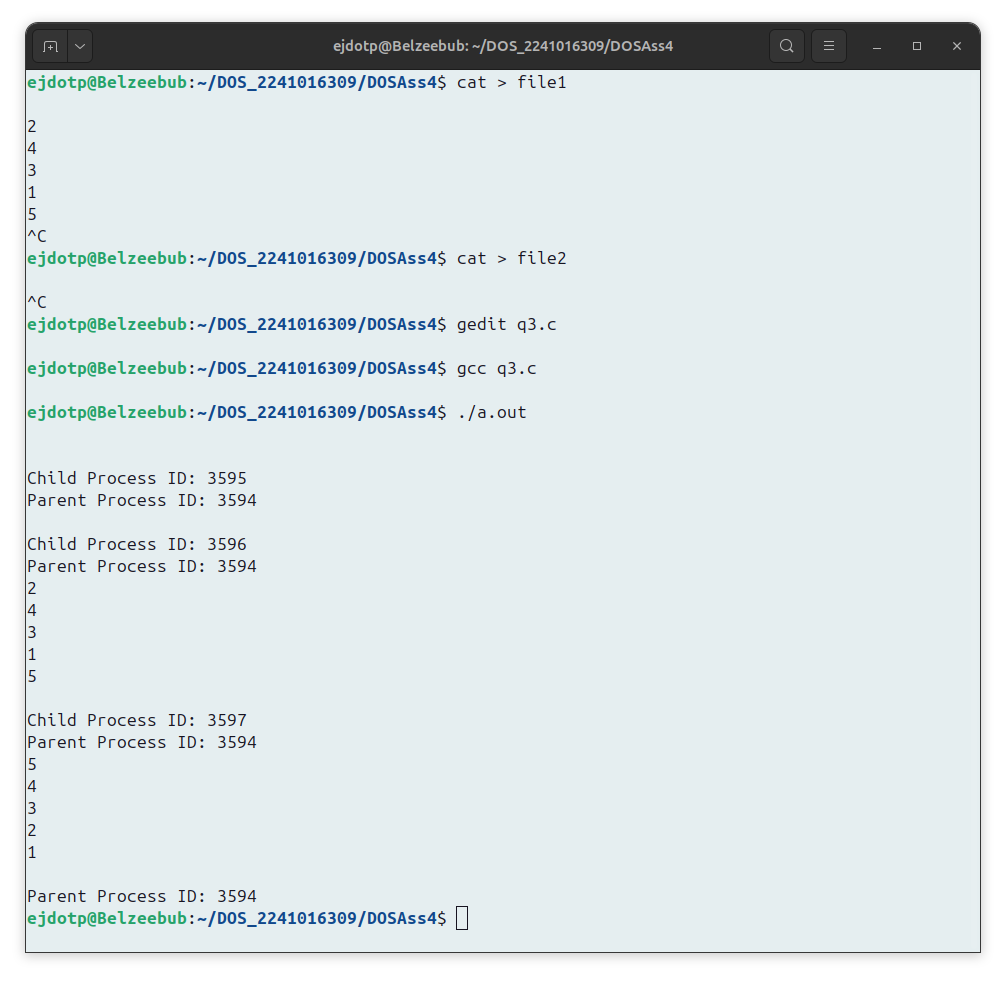 ejdotp@Belzeebub: ~/DOS_2241016309/DOSAss4
ejdotp@Belzeebub:~/DOS_2241016309/DOSAss4$ cat > file1
2
4
3
1
5
^C
ejdotp@Belzeebub:~/DOS_2241016309/DOSAss4$ cat > file2
^C
ejdotp@Belzeebub:~/DOS_2241016309/DOSAss4$ gedit q3.c
ejdotp@Belzeebub:~/DOS_2241016309/DOSAss4$ gcc q3.c
ejdotp@Belzeebub:~/DOS_2241016309/DOSAss4$ ./a.out
Child Process ID: 3595
Parent Process ID: 3594
Child Process ID: 3596
Parent Process ID: 3594
2
4
3
1
5
Child Process ID: 3597
Parent Process ID: 3594
5
4
3
2
1
Parent Process ID: 3594
ejdotp@Belzeebub:~/DOS_2241016309/DOSAss4$